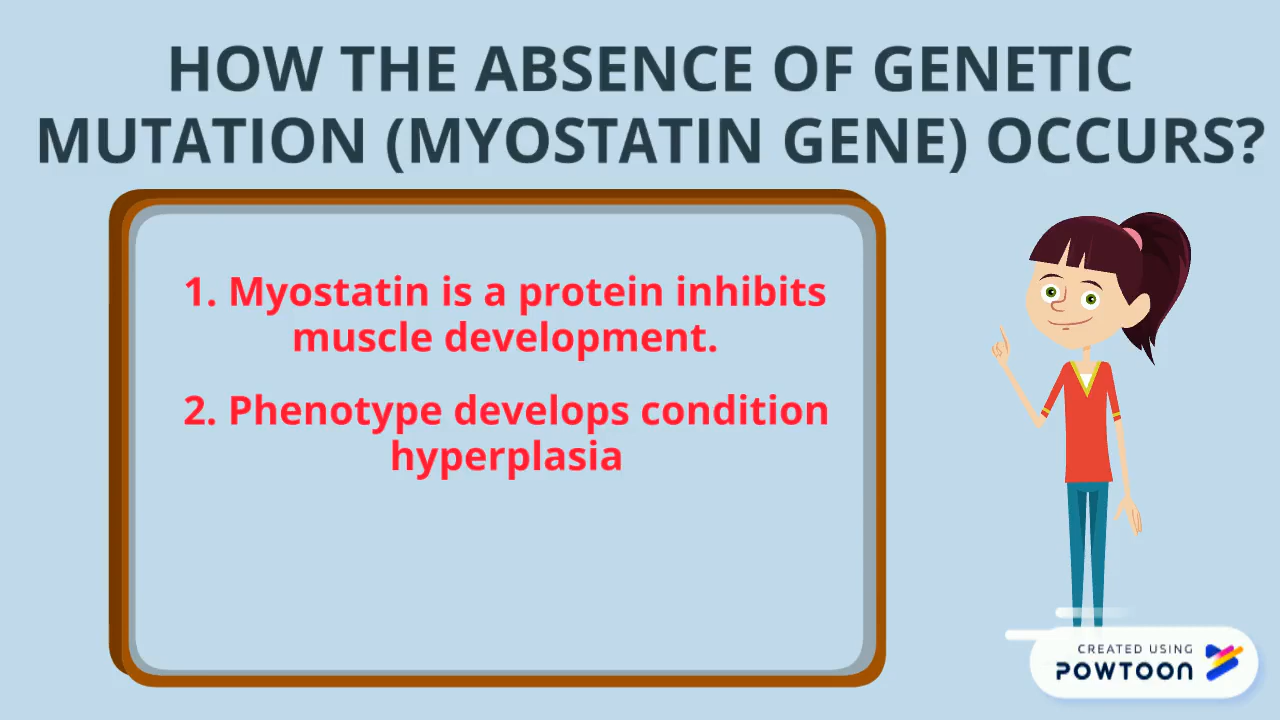 HOW THE ABSENCE OF GENETIC
MUTATION (MYOSTATIN GENE) OCCURS?
1. Myostatin is a protein inhibits
muscle development.
2. Phenotype develops condition
hyperplasia
CREATED USING
POWTOON